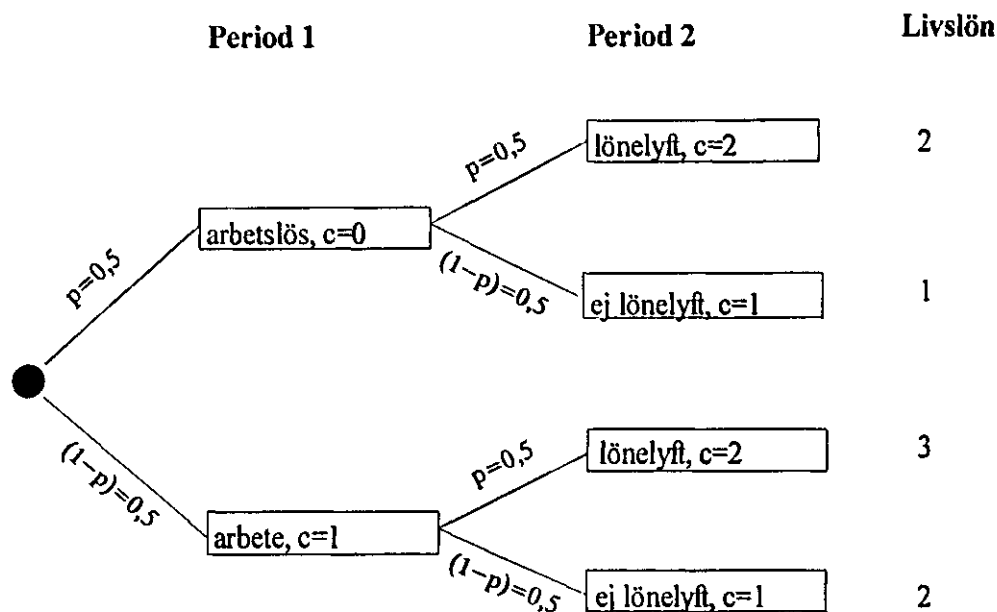 Period 1 Period 2 Livslön
p=0,5 lönelyft, c=2 2
arbetslös, c=0
(1-p)=0,5 ej lönelyft, c=1 1
p=0,5
(1-p)=0,5
p=0,5 lönelyft, c=2 3
arbete, c=1
(1-p)=0,5 ej lönelyft, c=1 2